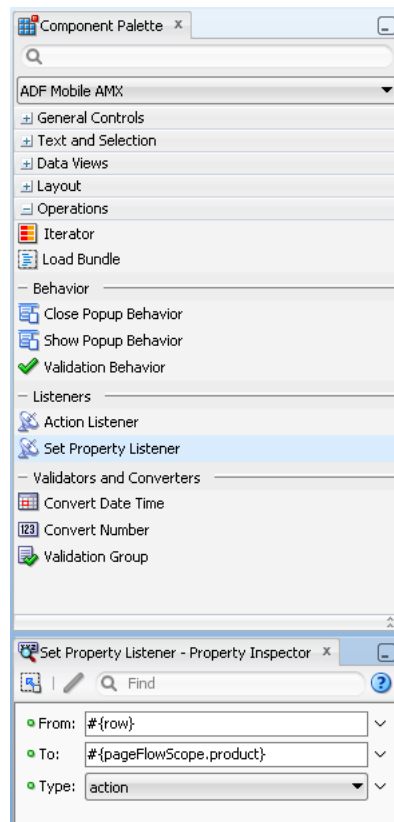 Component Palette
ADF Mobile AMX
General Controls
Text and Selection
Data Views
Layout
Operations
Iterator
Load Bundle
Behavior
Close Popup Behavior
Show Popup Behavior
Validation Behavior
Listeners
Action Listener
Set Property Listener
Validators and Converters
Convert Date Time
123 Convert Number
Validation Group
Set Property Listener - Property Inspector
Find
From: #{row}
To: #{pageFlowScope.product}
Type: action